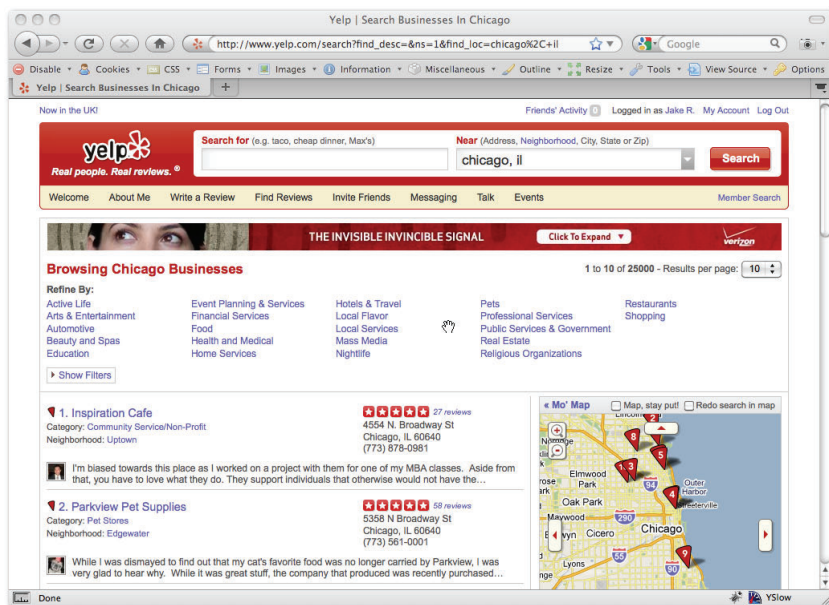 Yelp | Search Businesses In Chicago
http://www.yelp.com/search?find_desc=&ns=1&find_loc=chicago%2C+il
Google
Disable Cookies CSS Forms Images Information Miscellaneous Outline Resize Tools View Source Options
Yelp | Search Businesses In Chicago
Now in the UK!
Friends' Activity 0 Logged in as Jake R. My Account Log Out
yelp
Real people. Real reviews. ®
Search for (e.g. taco, cheap dinner, Max's)
Near (Address, Neighborhood, City, State or Zip)
chicago, il
Search
Welcome About Me Write a Review Find Reviews Invite Friends Messaging Talk Events Member Search
THE INVISIBLE INVINCIBLE SIGNAL
Click To Expand
verizon
Browsing Chicago Businesses
1 to 10 of 25000 - Results per page: 10
Refine By:
Active Life
Arts & Entertainment
Automotive
Beauty and Spas
Education
Event Planning & Services
Financial Services
Food
Health and Medical
Home Services
Hotels & Travel
Local Flavor
Local Services
Mass Media
Nightlife
Pets
Professional Services
Public Services & Government
Real Estate
Religious Organizations
Restaurants
Shopping
Show Filters
1. Inspiration Cafe
Category: Community Service/Non-Profit
Neighborhood: Uptown
27 reviews
4554 N. Broadway St
Chicago, IL 60640
(773) 878-0981
I'm biased towards this place as I worked on a project with them for one of my MBA classes. Aside from
that, you have to love what they do. They support individuals that otherwise would not have the…
2. Parkview Pet Supplies
Category: Pet Stores
Neighborhood: Edgewater
58 reviews
5358 N Broadway St
Chicago, IL 60640
(773) 561-0001
While I was dismayed to find out that my cat's favorite food was no longer carried by Parkview, I was
very glad to hear why. While it was great stuff, the company that produced was recently purchased…
« Mo' Map Map, stay put! Redo search in map
2
8
5
3
Elmwood
Park
94
Outer
Harbor
4
Oak Park
Maywood
290
Chicago
Cicero
55
9
Lyons
90
Done
YSlow